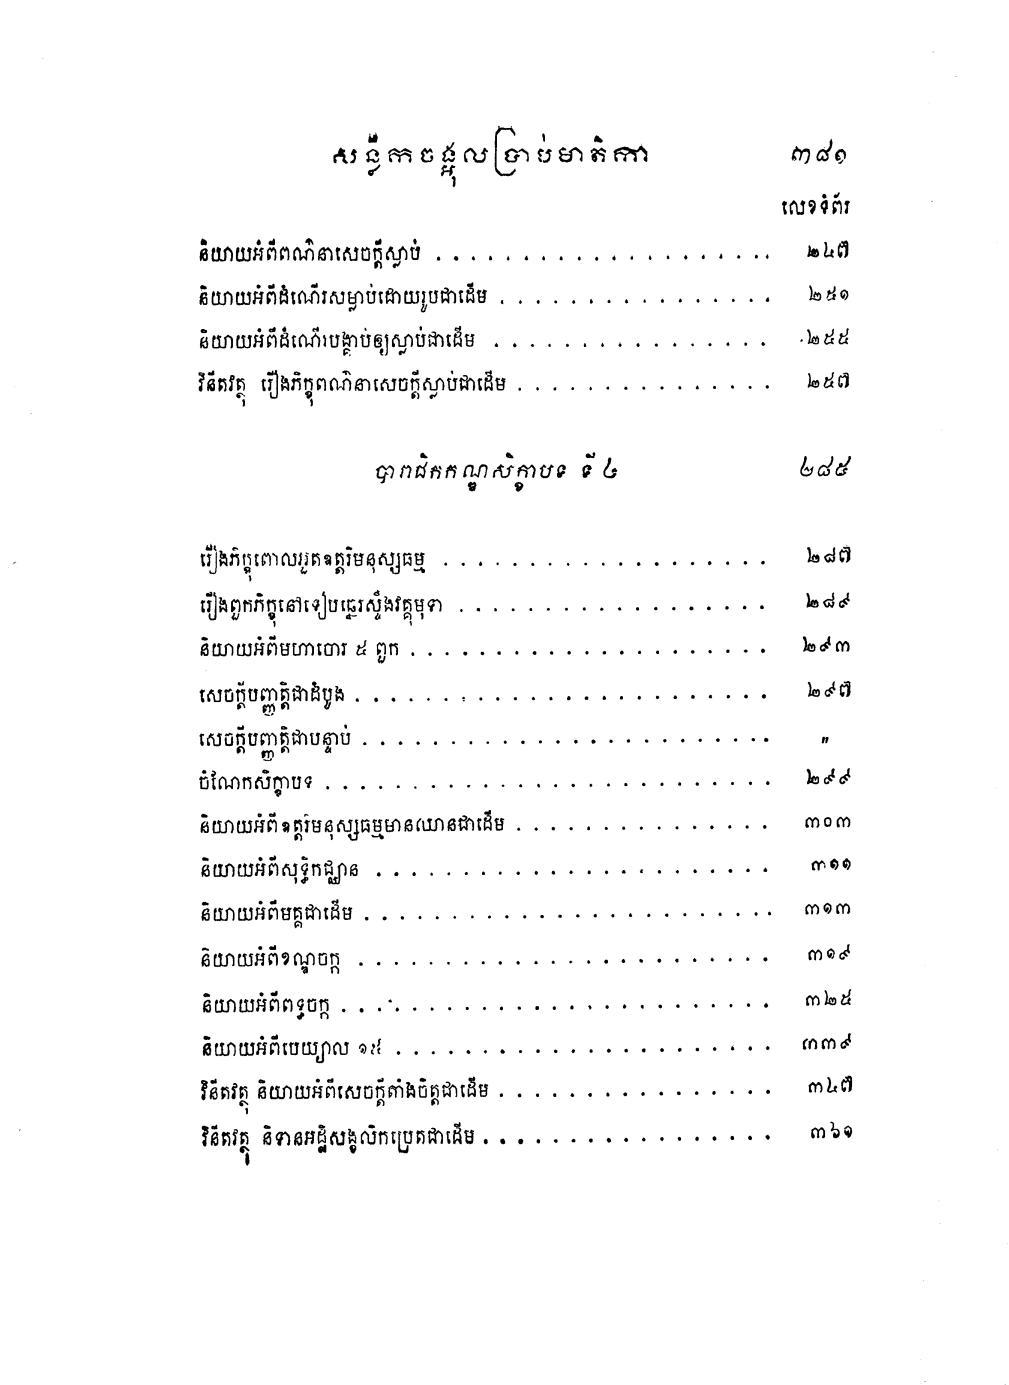 សន្លឹកចង្អុលប្រាប់មាតិកា ៣៨១
លេខទំព័រ
និយាយអំពីពណ៌នាសេចក្ដីស្លាប់ . . . . . . . . . . . . . . . . . . . . ២៤៧
និយាយអំពីដំណើរសម្លាប់ដោយរូបជាដើម . . . . . . . . . . . . . . . . ២៥១
និយាយអំពីដំណើរបង្គាប់ឲ្យស្លាប់ជាដើម . . . . . . . . . . . . . . . . ២៥៥
វិនីតវត្ថុ រឿងភិក្ខុពណ៌នាសេចក្ដីស្លាប់ជាដើម . . . . . . . . . . . . . . . ២៥៧
បារាជិកកណ្ឌសិក្ខាបទ ទី ៤ ២៨៥
រឿងភិក្ខុពោលអួតឧត្តរិមនុស្សធម្ម . . . . . . . . . . . . . . . . . . . ២៨៧
រឿងពួកភិក្ខុនៅទៀបឆ្នេរស្ទឹងវគ្គុមុទា . . . . . . . . . . . . . . . . . . ២៨៩
និយាយអំពីមហាចោរ ៥ ពួក . . . . . . . . . . . . . . . . . . . . . ២៩៣
សេចក្ដីបញ្ញត្តិជាដំបូង . . . . . . . . . . . . . . . . . . . . . . . . ២៩៧
សេចក្ដីបញ្ញត្តិជាបន្ទាប់ . . . . . . . . . . . . . . . . . . . . . . . . "
ចំណែកសិក្ខាបទ . . . . . . . . . . . . . . . . . . . . . . . . . . ២៩៩
និយាយអំពីឧត្តរិមនុស្សធម្មមានឈានជាដើម . . . . . . . . . . . . . . . ៣០៣
និយាយអំពីសុទ្ធិកជ្ឈាន . . . . . . . . . . . . . . . . . . . . . . . ៣១១
និយាយអំពីមគ្គជាដើម . . . . . . . . . . . . . . . . . . . . . . . . ៣១៣
និយាយអំពីខណ្ឌចក្ក . . . . . . . . . . . . . . . . . . . . . . . . ៣១៩
និយាយអំពីពទ្ធចក្ក . . . . . . . . . . . . . . . . . . . . . . . . . ៣២៥
និយាយអំពីបេយ្យាល ១៥ . . . . . . . . . . . . . . . . . . . . . . ៣៣៩
វិនីតវត្ថុ និយាយអំពីសេចក្ដីតាំងចិត្តជាដើម . . . . . . . . . . . . . . . . ៣៤៧
វិនីតវត្ថុ និទានអដ្ឋិសង្ខលិកប្រេតជាដើម . . . . . . . . . . . . . . . . . ៣៦១